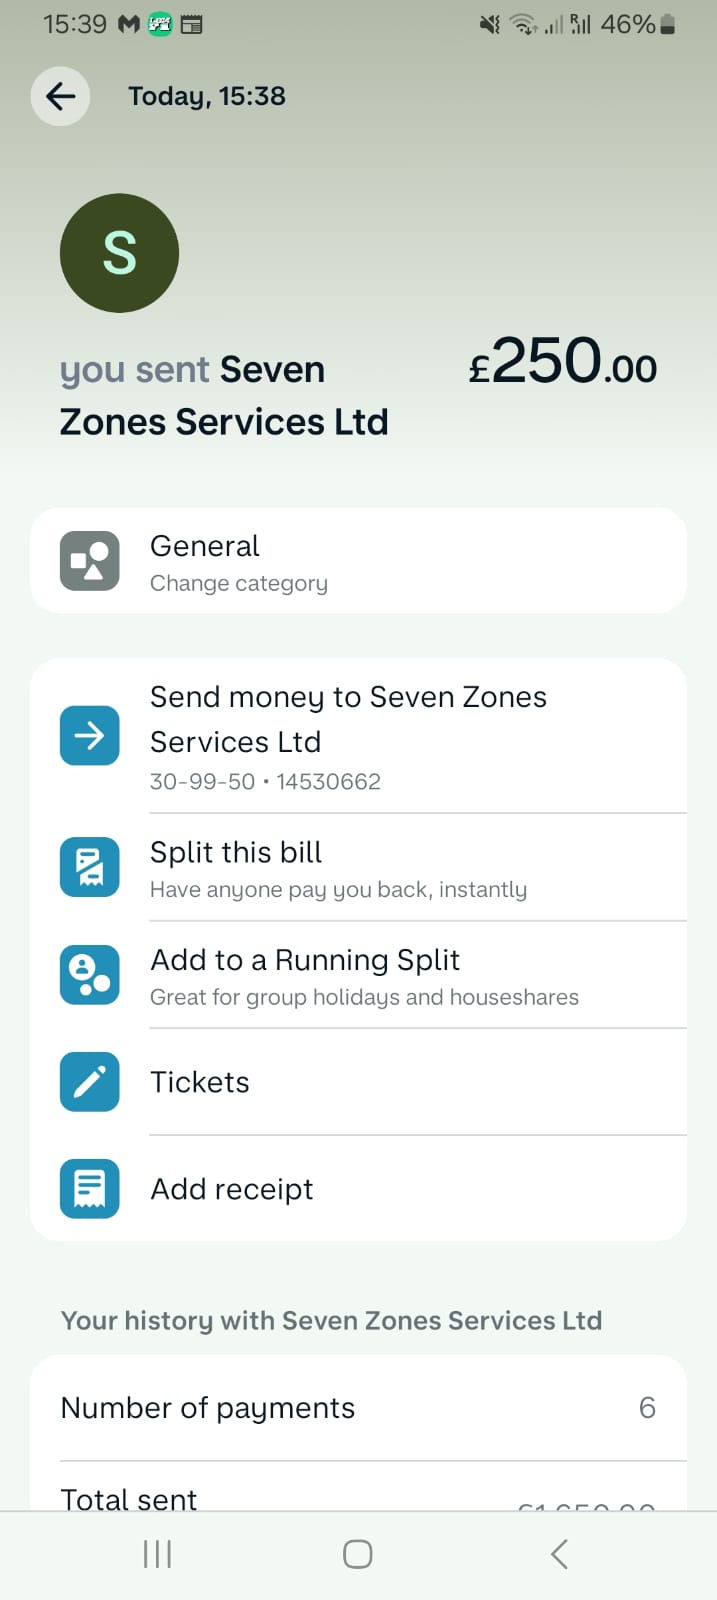 15:39
46%
Today, 15:38
S
you sent Seven
Zones Services Ltd
£250.00
General
Change category
Send money to Seven Zones
Services Ltd
30-99-50 • 14530662
Split this bill
Have anyone pay you back, instantly
Add to a Running Split
Great for group holidays and houseshares
Tickets
Add receipt
Your history with Seven Zones Services Ltd
Number of payments
6
Total sent